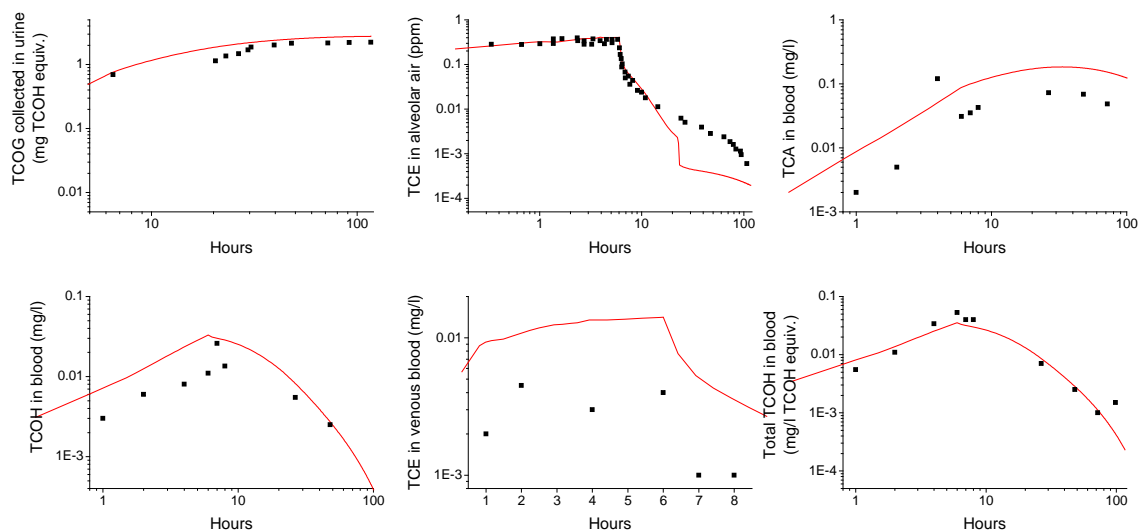 TCOG collected in urine
(mg TCOH equiv.)
1
0.1
0.01
10
100
Hours
TCE in alveolar air (ppm)
1
0.1
0.01
1E-3
1E-4
1
10
100
Hours
TCA in blood (mg/l)
1
0.1
0.01
1E-3
1
10
100
Hours
TCOH in blood (mg/l)
0.1
0.01
1E-3
1
10
100
Hours
TCE in venous blood (mg/l)
0.01
1E-3
1 2 3 4 5 6 7 8
Hours
Total TCOH in blood
(mg/l TCOH equiv.)
0.1
0.01
1E-3
1E-4
1
10
100
Hours